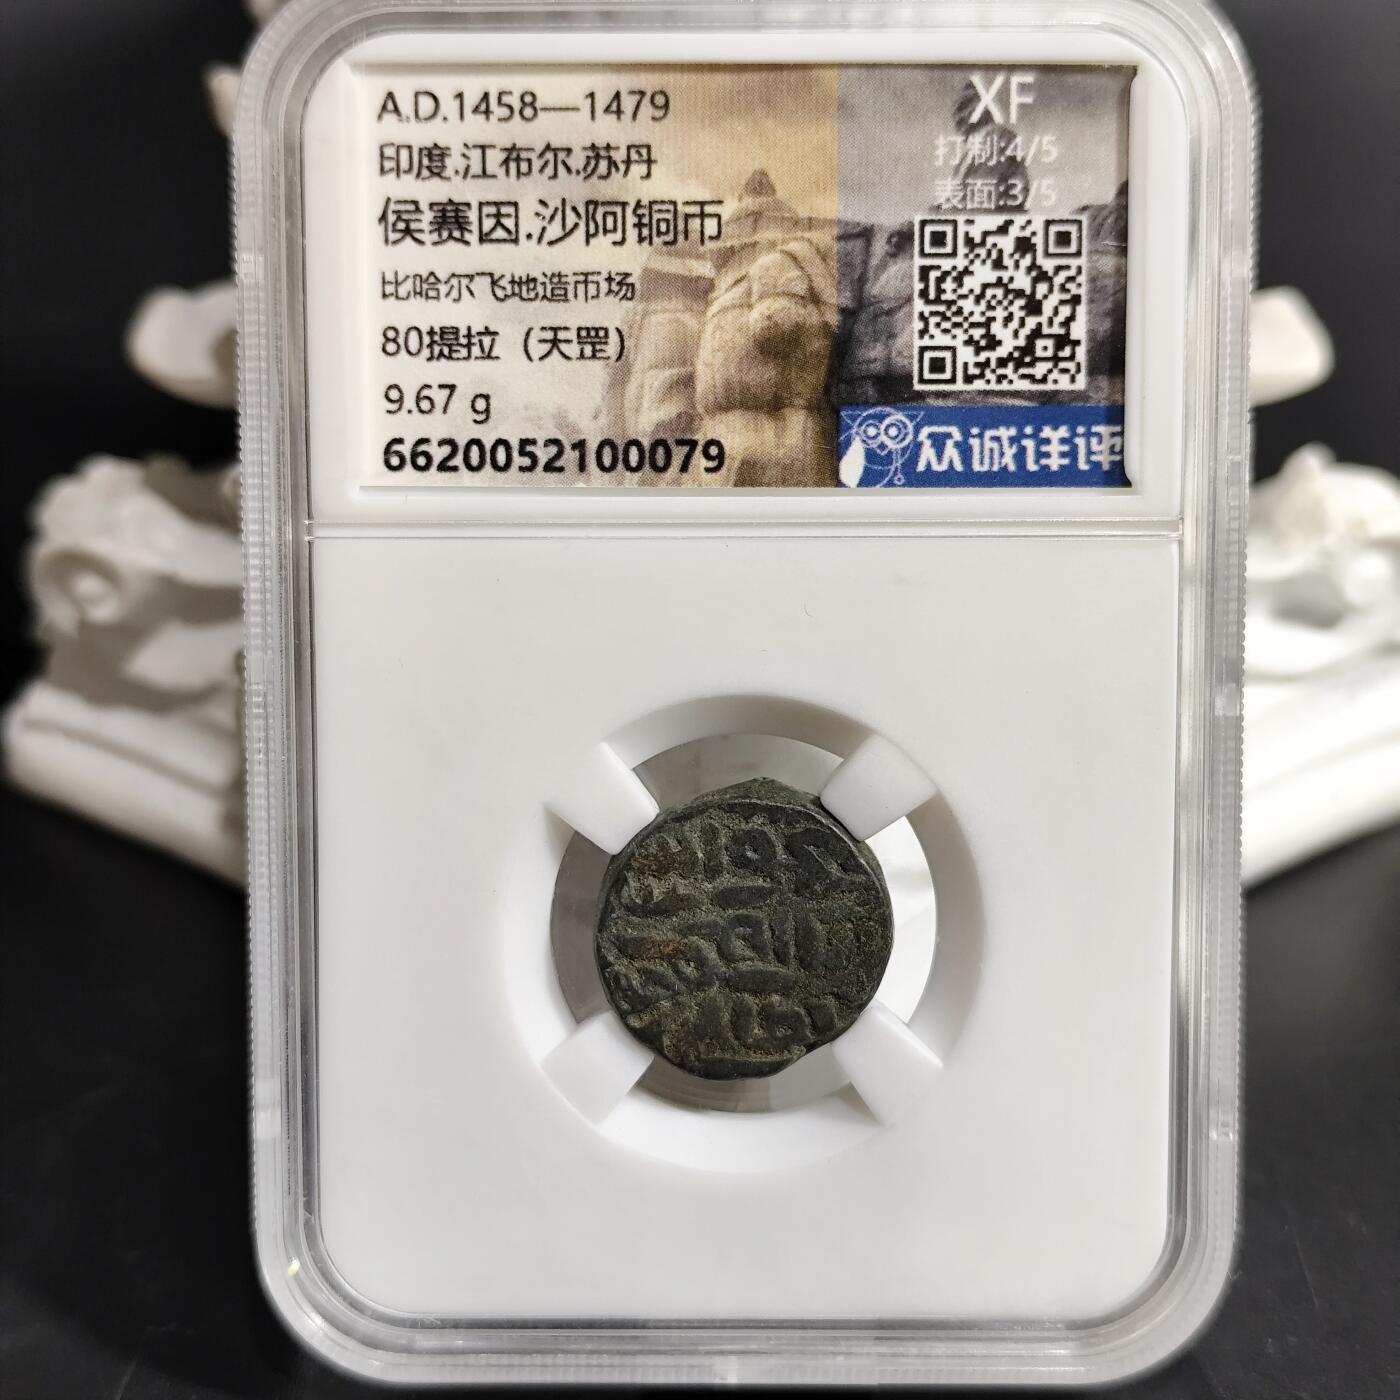 A.D.1458—1479
印度.江布尔.苏丹
侯赛因.沙阿铜币
比哈尔飞地造币场
80提拉（天罡）
9.67 g
6620052100079
XF
打制:4/5
表面:3/5
众诚详评